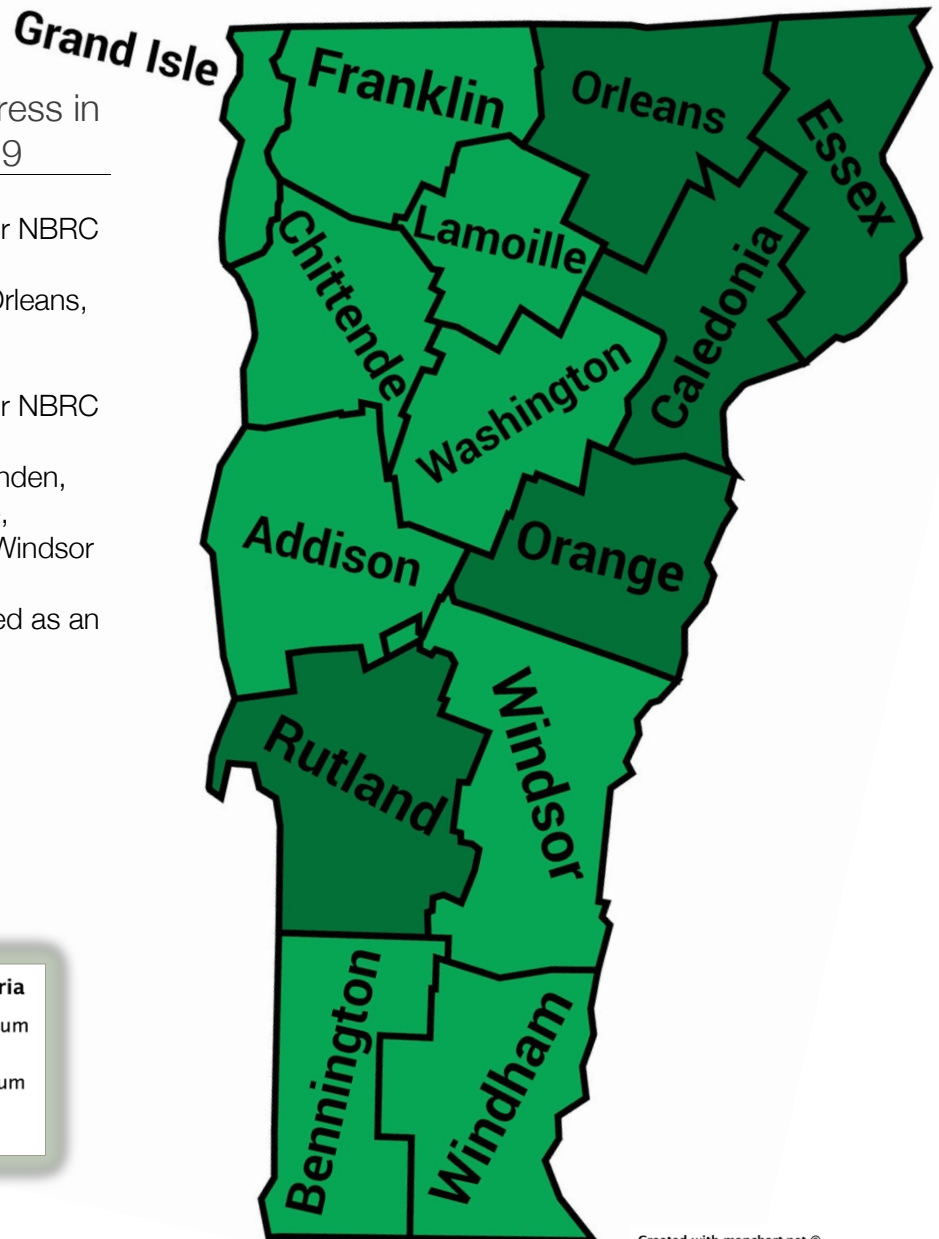 Grand Isle
ress in
9
r NBRC
Orleans,
r NBRC
nden,
,
Windsor
ed as an
ria
um
um
Franklin
Orleans
Essex
Lamoille
Chittende
Caledonia
Washington
Addison
Orange
Rutland
Windsor
Bennington
Windham